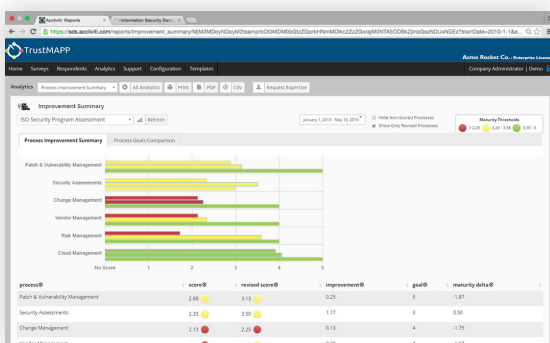 Acciivlti: Reports
Information Security Dash
https://sds.acciivlti.com/reports/improvement_summary/
TrustMAPP
Acme Rocket Co. - Enterprise License
Home Surveys Respondents Analytics Support Configuration Templates
Company Administrator | Demo
Analytics Process Improvement Summary All Analytics Print PDF CSV Request Expertise
Improvement Summary
ISO Security Program Assessment Refresh
January 1, 2010 - May 16, 2016
Hide Non-Scored Processes
Show Only Revised Processes
Maturity Thresholds
1-2.25 2.26 - 3.58 3.59 - 5
Process Improvement Summary Process Goals Comparison
Patch & Vulnerability Management
Security Assessments
Change Management
Vendor Management
Risk Management
Cloud Management
No Score 1 2 3 4 5
process score revised score improvement goal maturity delta
Patch & Vulnerability Management 2.88 3.13 0.25 5 -1.87
Security Assessments 2.33 3.50 1.17 3 0.50
Change Management 2.13 2.25 0.13 4 -1.75